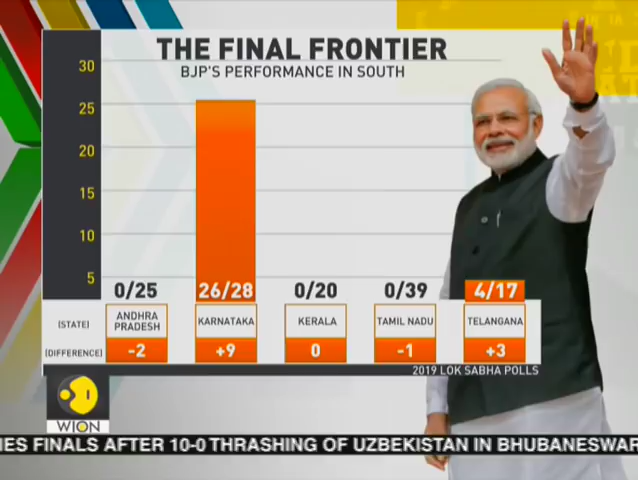 THE FINAL FRONTIER
BJP'S PERFORMANCE IN SOUTH
30
25
20
15
10
5
0/25 26/28 0/20 0/39 4/17
[STATE] ANDHRA PRADESH KARNATAKA KERALA TAMIL NADU TELANGANA
[DIFFERENCE] -2 +9 0 -1 +3
2019 LOK SABHA POLLS
WION
IES FINALS AFTER 10-0 THRASHING OF UZBEKISTAN IN BHUBANESWAR